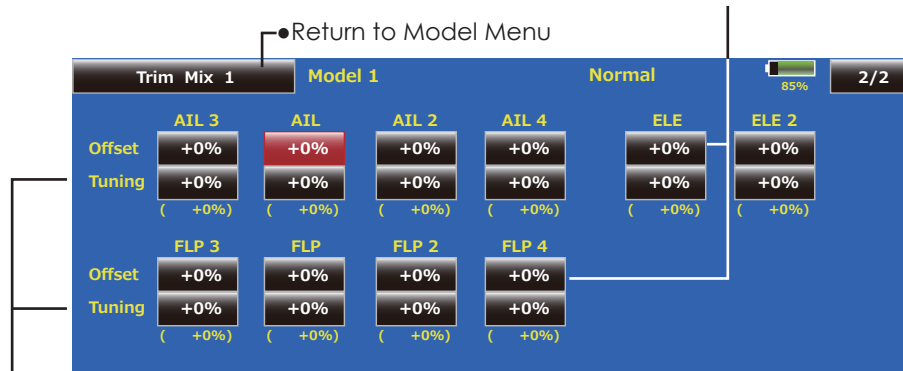 ●Return to Model Menu
Trim Mix 1 Model 1 Normal 85% 2/2
AIL 3 AIL AIL 2 AIL 4 ELE ELE 2
Offset +0% +0% +0% +0% +0% +0%
Tuning +0% +0% +0% +0% +0% +0%
( +0%) ( +0%) ( +0%) ( +0%) ( +0%) ( +0%)
FLP 3 FLP FLP 2 FLP 4
Offset +0% +0% +0% +0%
Tuning +0% +0% +0% +0%
( +0%) ( +0%) ( +0%) ( +0%)